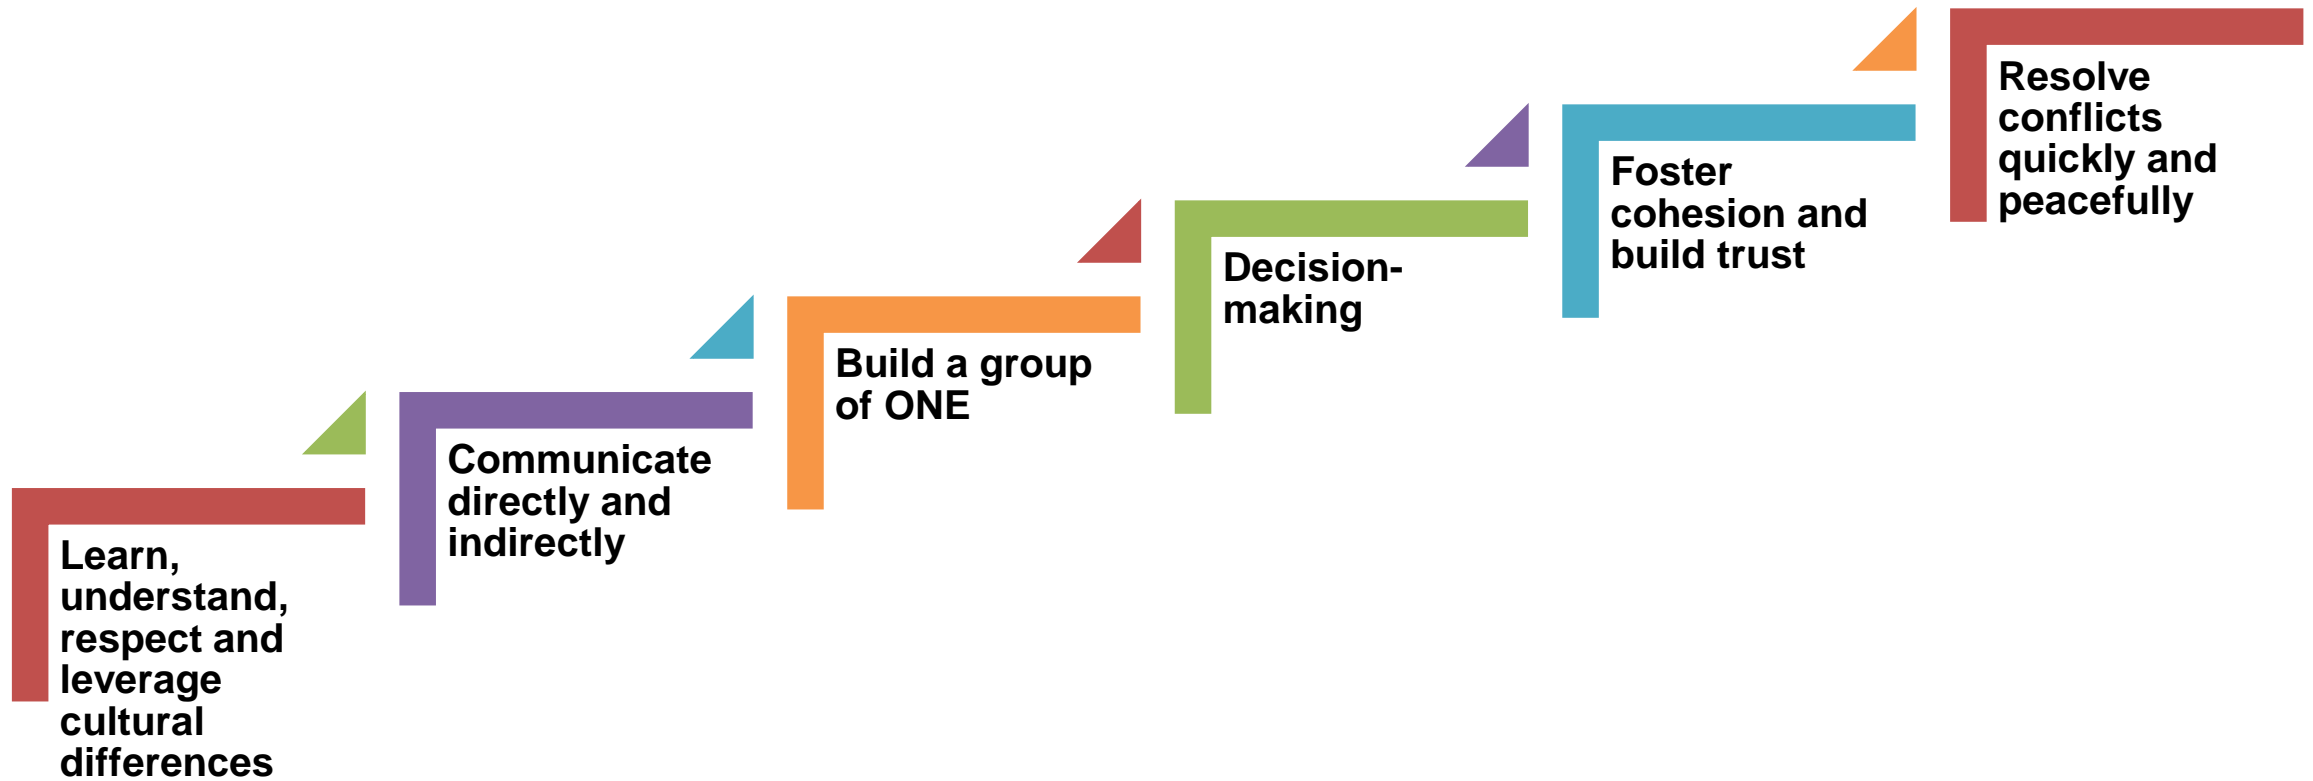 Learn,
understand,
respect and
leverage
cultural
differences
Communicate
directly and
indirectly
Build a group
of ONE
Decision-
making
Foster
cohesion and
build trust
Resolve
conflicts
quickly and
peacefully